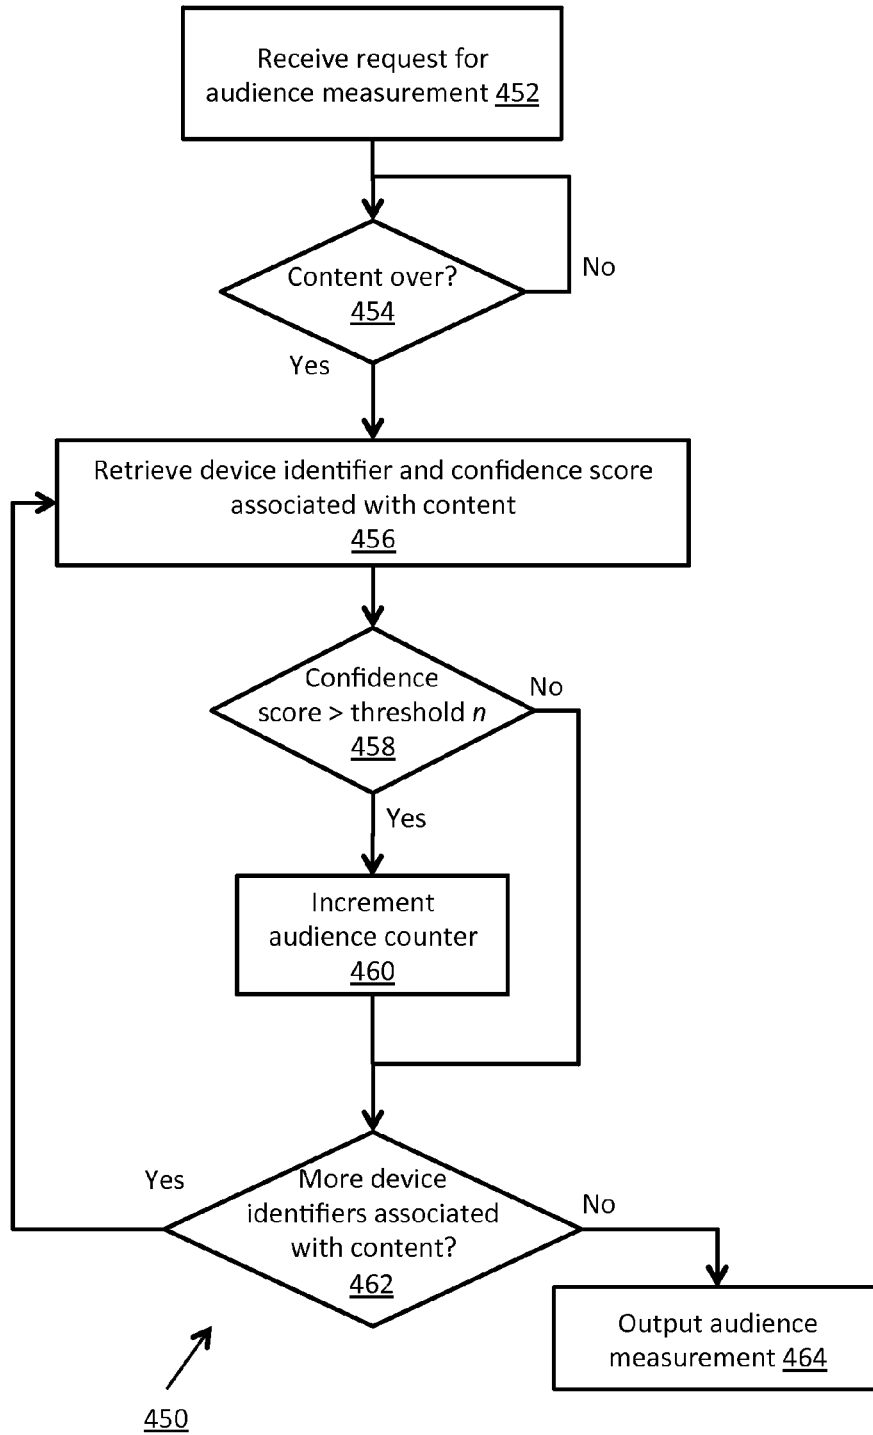 Receive request for
audience measurement 452
Content over?
454
No
Yes
Retrieve device identifier and confidence score
associated with content
456
Confidence
score > threshold n
458
No
Yes
Increment
audience counter
460
More device
identifiers associated
with content?
462
Yes
No
Output audience
measurement 464
450